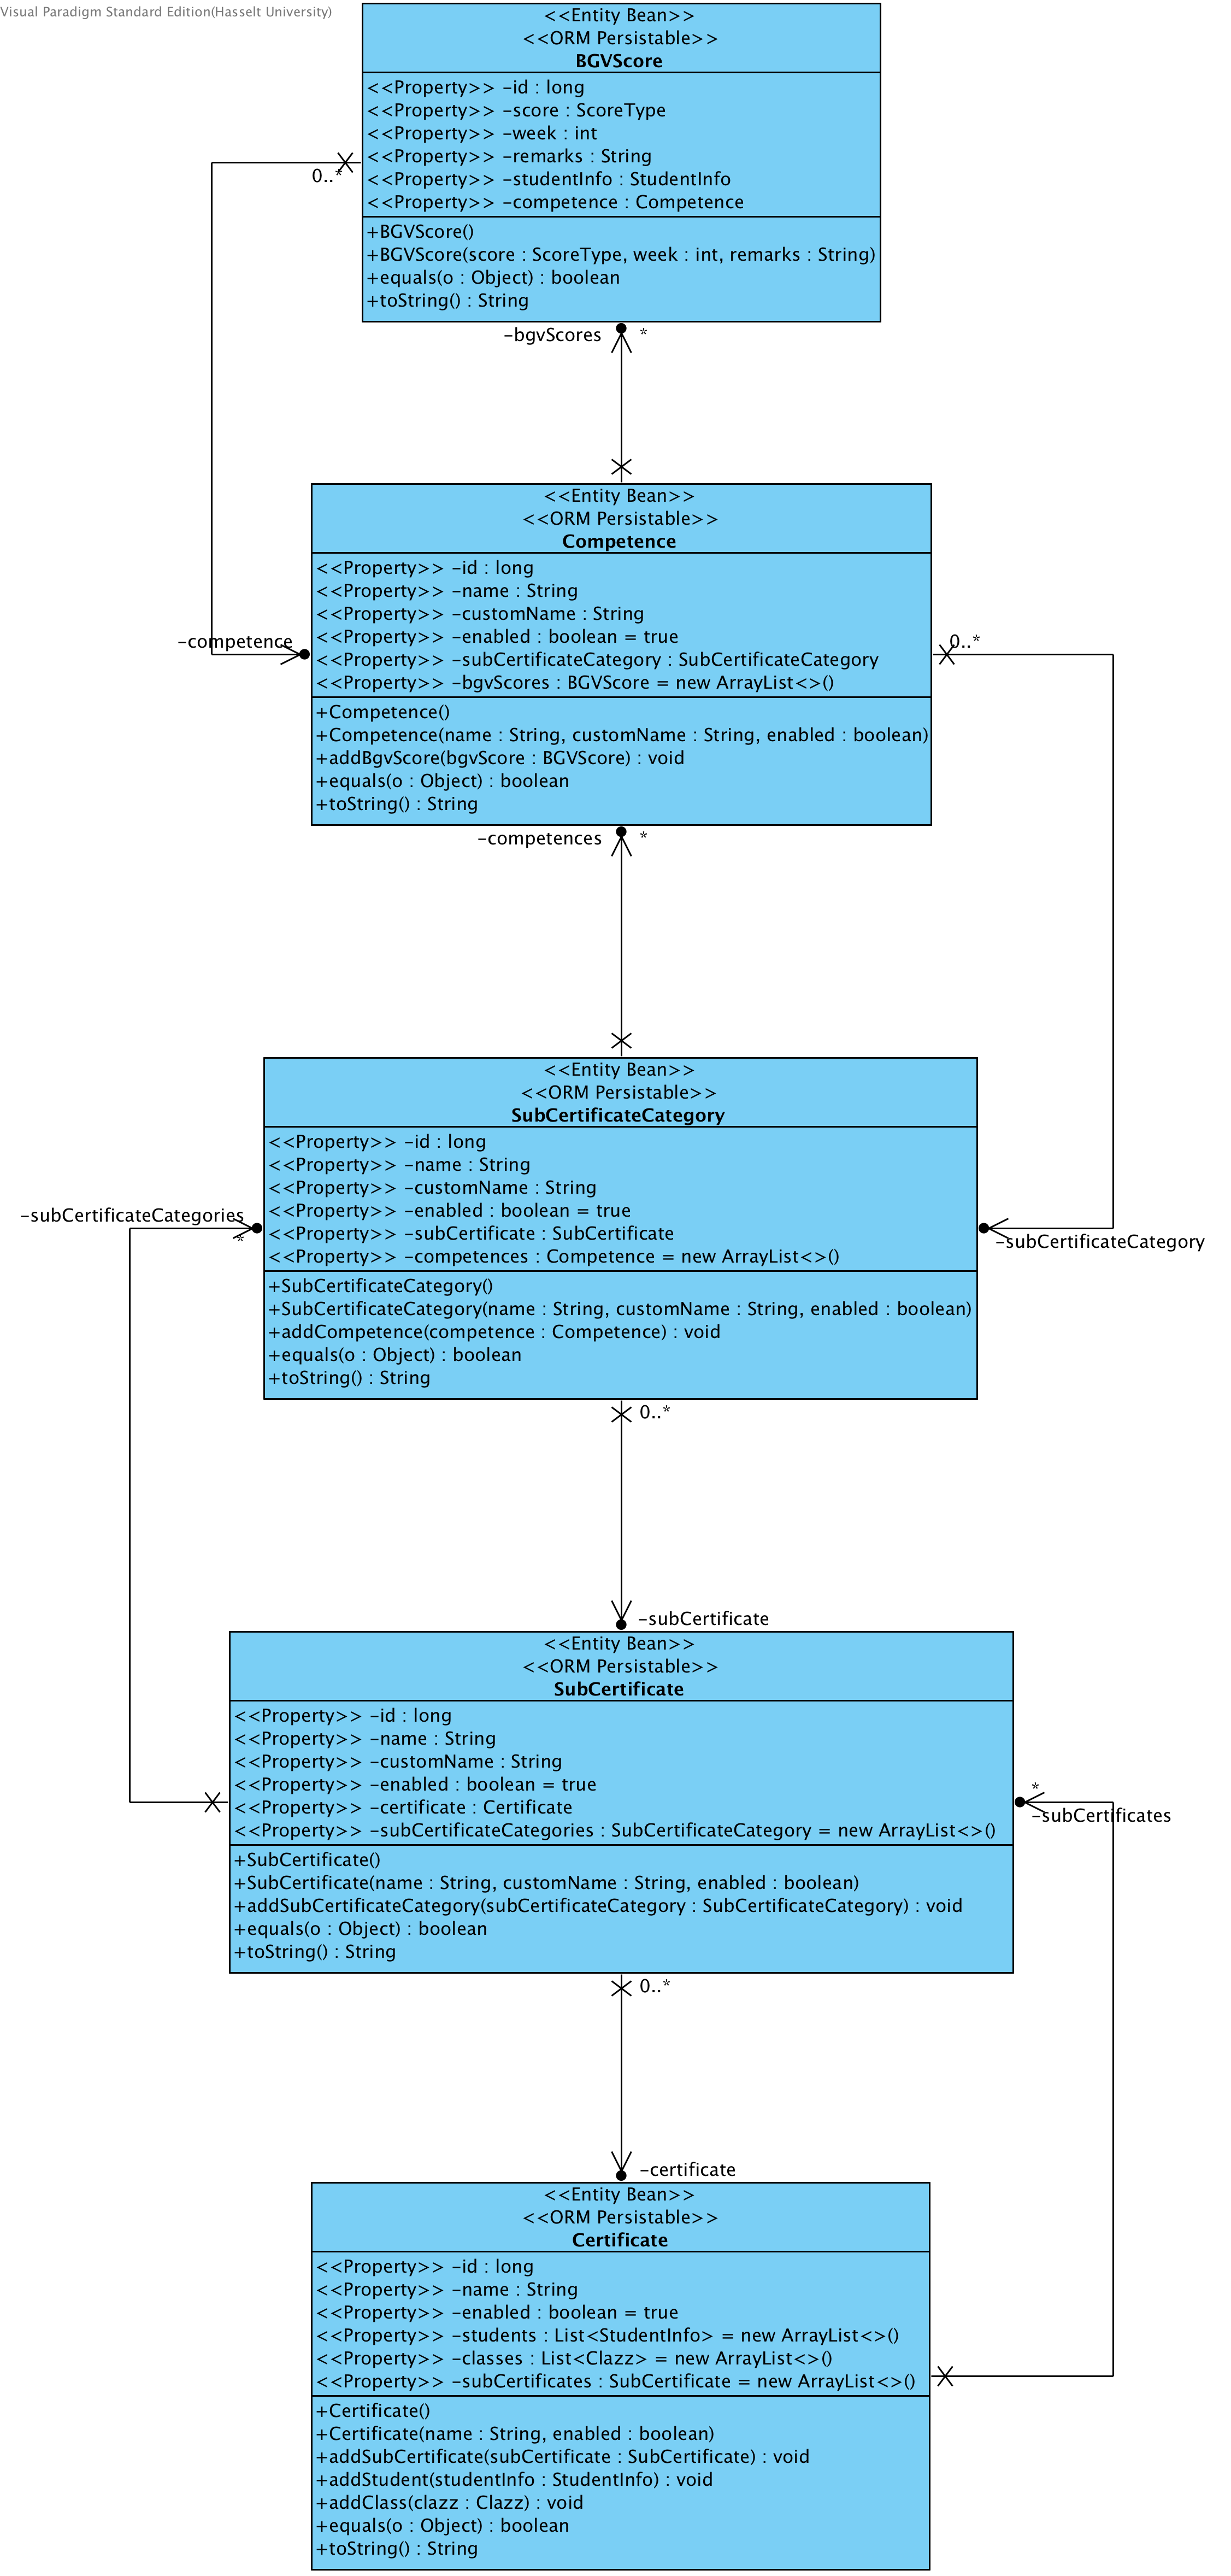 Visual Paradigm Standard Edition(Hasselt University)
<<Entity Bean>>
<<ORM Persistable>>
BGVScore
<<Property>> -id : long
<<Property>> -score : ScoreType
<<Property>> -week : int
<<Property>> -remarks : String
<<Property>> -studentInfo : StudentInfo
<<Property>> -competence : Competence
+BGVScore()
+BGVScore(score : ScoreType, week : int, remarks : String)
+equals(o : Object) : boolean
+toString() : String
0..*
-bgvScores
*
<<Entity Bean>>
<<ORM Persistable>>
Competence
<<Property>> -id : long
<<Property>> -name : String
<<Property>> -customName : String
<<Property>> -enabled : boolean = true
<<Property>> -subCertificateCategory : SubCertificateCategory
<<Property>> -bgvScores : BGVScore = new ArrayList<>()
+Competence()
+Competence(name : String, customName : String, enabled : boolean)
+addBgvScore(bgvScore : BGVScore) : void
+equals(o : Object) : boolean
+toString() : String
-competence
0..*
-competences
*
<<Entity Bean>>
<<ORM Persistable>>
SubCertificateCategory
<<Property>> -id : long
<<Property>> -name : String
<<Property>> -customName : String
<<Property>> -enabled : boolean = true
<<Property>> -subCertificate : SubCertificate
<<Property>> -competences : Competence = new ArrayList<>()
+SubCertificateCategory()
+SubCertificateCategory(name : String, customName : String, enabled : boolean)
+addCompetence(competence : Competence) : void
+equals(o : Object) : boolean
+toString() : String
-subCertificateCategories
*
-subCertificateCategory
0..*
-subCertificate
<<Entity Bean>>
<<ORM Persistable>>
SubCertificate
<<Property>> -id : long
<<Property>> -name : String
<<Property>> -customName : String
<<Property>> -enabled : boolean = true
<<Property>> -certificate : Certificate
<<Property>> -subCertificateCategories : SubCertificateCategory = new ArrayList<>()
+SubCertificate()
+SubCertificate(name : String, customName : String, enabled : boolean)
+addSubCertificateCategory(subCertificateCategory : SubCertificateCategory) : void
+equals(o : Object) : boolean
+toString() : String
*
-subCertificates
0..*
-certificate
<<Entity Bean>>
<<ORM Persistable>>
Certificate
<<Property>> -id : long
<<Property>> -name : String
<<Property>> -enabled : boolean = true
<<Property>> -students : List<StudentInfo> = new ArrayList<>()
<<Property>> -classes : List<Clazz> = new ArrayList<>()
<<Property>> -subCertificates : SubCertificate = new ArrayList<>()
+Certificate()
+Certificate(name : String, enabled : boolean)
+addSubCertificate(subCertificate : SubCertificate) : void
+addStudent(studentInfo : StudentInfo) : void
+addClass(clazz : Clazz) : void
+equals(o : Object) : boolean
+toString() : String